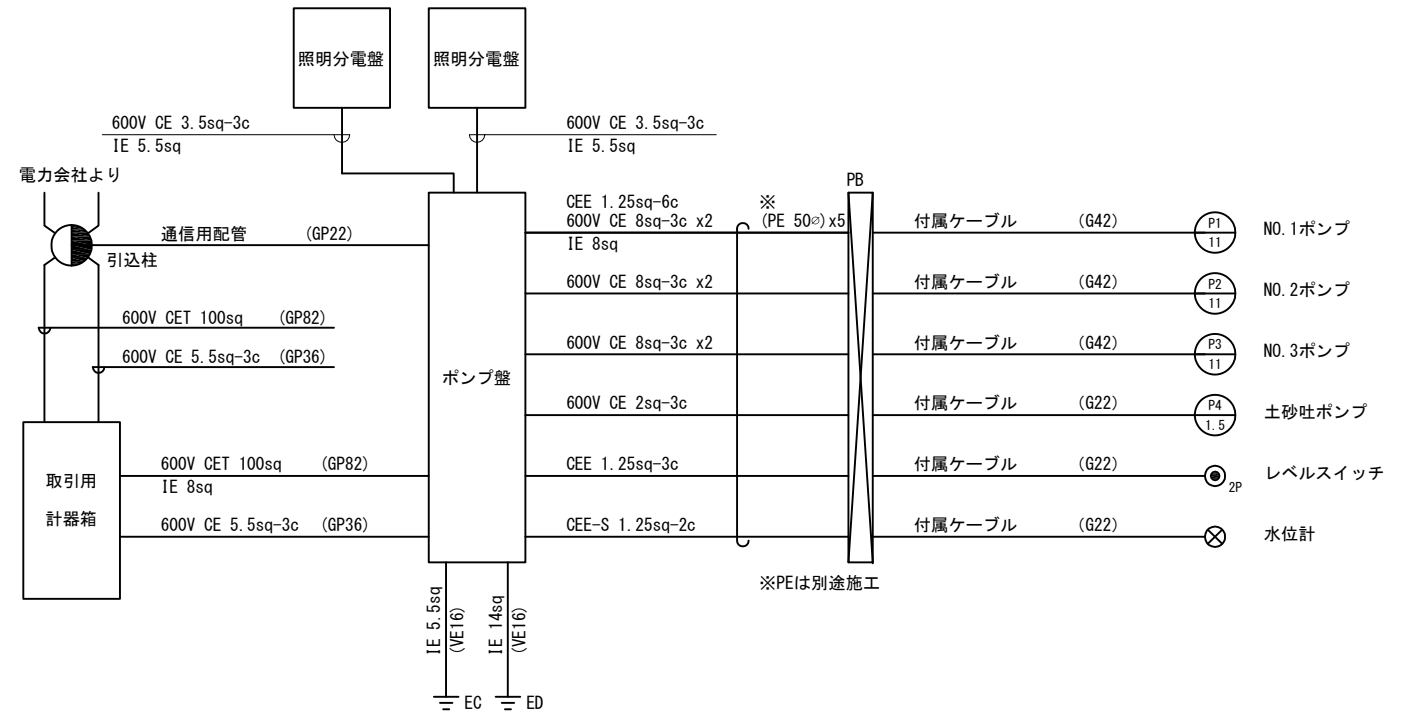 照明分電盤
照明分電盤
600V CE 3.5sq-3c
IE 5.5sq
600V CE 3.5sq-3c
IE 5.5sq
電力会社より
通信用配管 (GP22)
引込柱
600V CET 100sq (GP82)
600V CE 5.5sq-3c (GP36)
取引用
計器箱
600V CET 100sq (GP82)
IE 8sq
600V CE 5.5sq-3c (GP36)
ポンプ盤
CEE 1.25sq-6c
600V CE 8sq-3c x2
IE 8sq
※
(PE 50∅)x5
PB
付属ケーブル (G42)
P1
11
NO.1ポンプ
600V CE 8sq-3c x2
付属ケーブル (G42)
P2
11
NO.2ポンプ
600V CE 8sq-3c x2
付属ケーブル (G42)
P3
11
NO.3ポンプ
600V CE 2sq-3c
付属ケーブル (G22)
P4
1.5
土砂吐ポンプ
CEE 1.25sq-3c
付属ケーブル (G22)
2P
レベルスイッチ
CEE-S 1.25sq-2c
付属ケーブル (G22)
水位計
※PEは別途施工
IE 5.5sq
(VE16)
IE 14sq
(VE16)
EC
ED